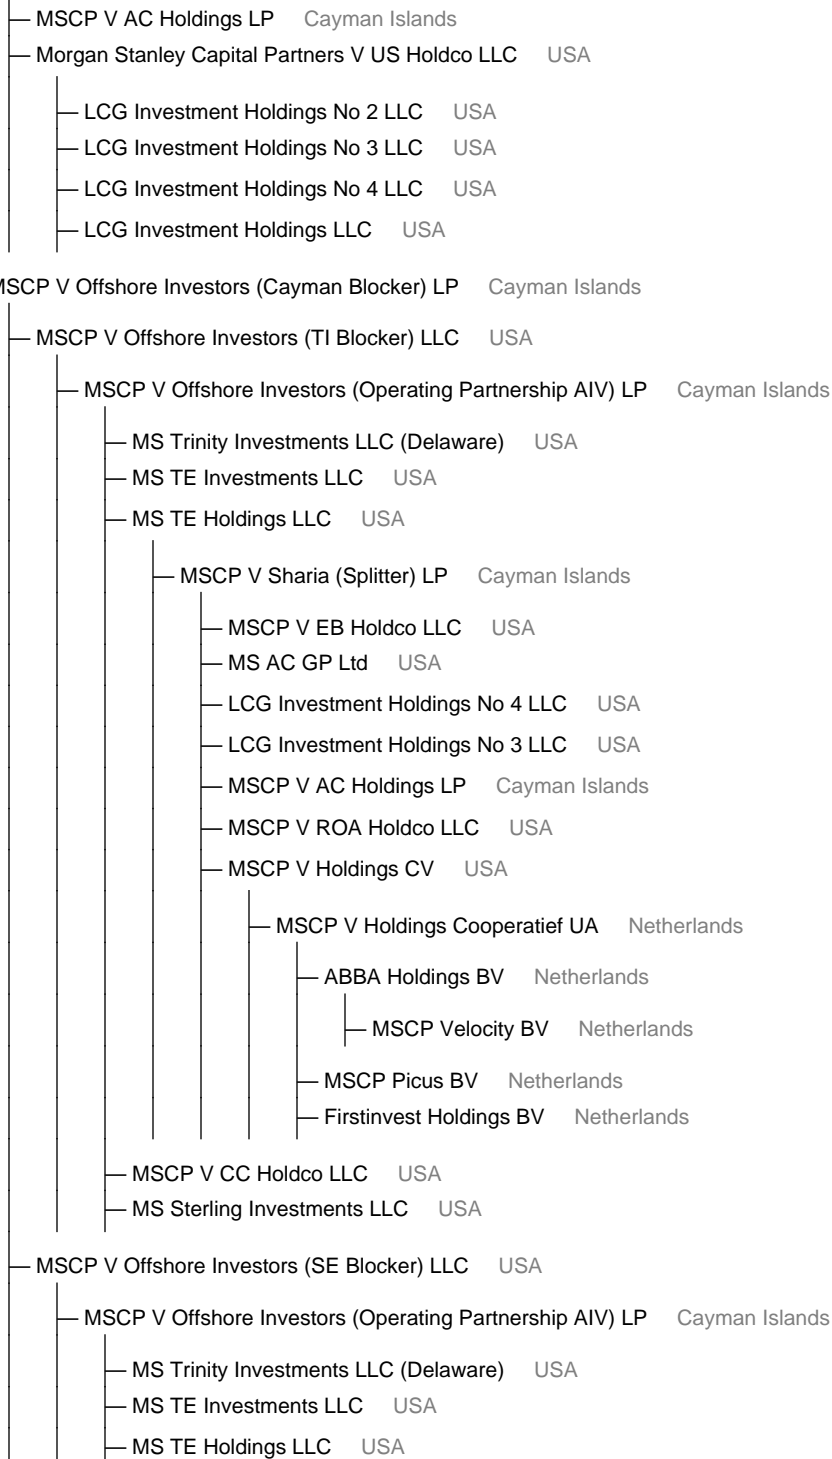 MSCP V AC Holdings LP Cayman Islands
Morgan Stanley Capital Partners V US Holdco LLC USA
LCG Investment Holdings No 2 LLC USA
LCG Investment Holdings No 3 LLC USA
LCG Investment Holdings No 4 LLC USA
LCG Investment Holdings LLC USA
MSCP V Offshore Investors (Cayman Blocker) LP Cayman Islands
MSCP V Offshore Investors (TI Blocker) LLC USA
MSCP V Offshore Investors (Operating Partnership AIV) LP Cayman Islands
MS Trinity Investments LLC (Delaware) USA
MS TE Investments LLC USA
MS TE Holdings LLC USA
MSCP V Sharia (Splitter) LP Cayman Islands
MSCP V EB Holdco LLC USA
MS AC GP Ltd USA
LCG Investment Holdings No 4 LLC USA
LCG Investment Holdings No 3 LLC USA
MSCP V AC Holdings LP Cayman Islands
MSCP V ROA Holdco LLC USA
MSCP V Holdings CV USA
MSCP V Holdings Cooperatief UA Netherlands
ABBA Holdings BV Netherlands
MSCP Velocity BV Netherlands
MSCP Picus BV Netherlands
Firstinvest Holdings BV Netherlands
MSCP V CC Holdco LLC USA
MS Sterling Investments LLC USA
MSCP V Offshore Investors (SE Blocker) LLC USA
MSCP V Offshore Investors (Operating Partnership AIV) LP Cayman Islands
MS Trinity Investments LLC (Delaware) USA
MS TE Investments LLC USA
MS TE Holdings LLC USA